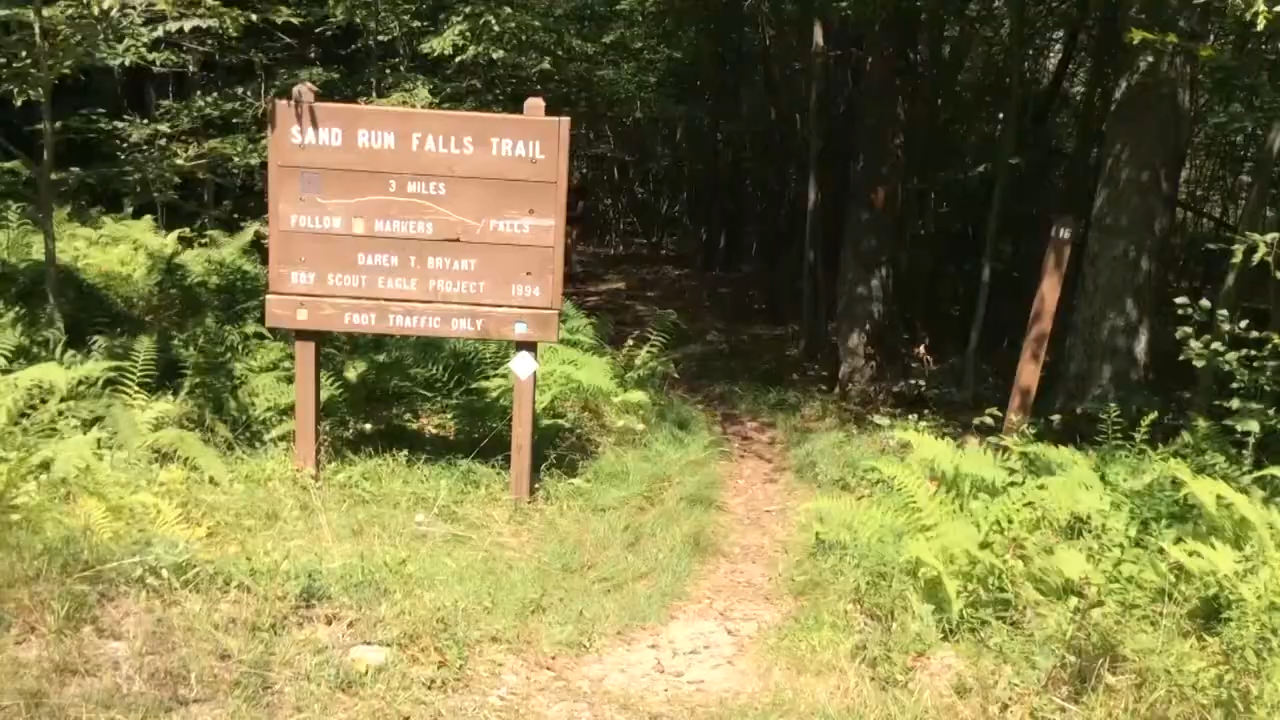 SAND RUN FALLS TRAIL
3 MILES
FOLLOW MARKERS FALLS
DAREN T. BRYANT
BOY SCOUT EAGLE PROJECT 1994
FOOT TRAFFIC ONLY
16